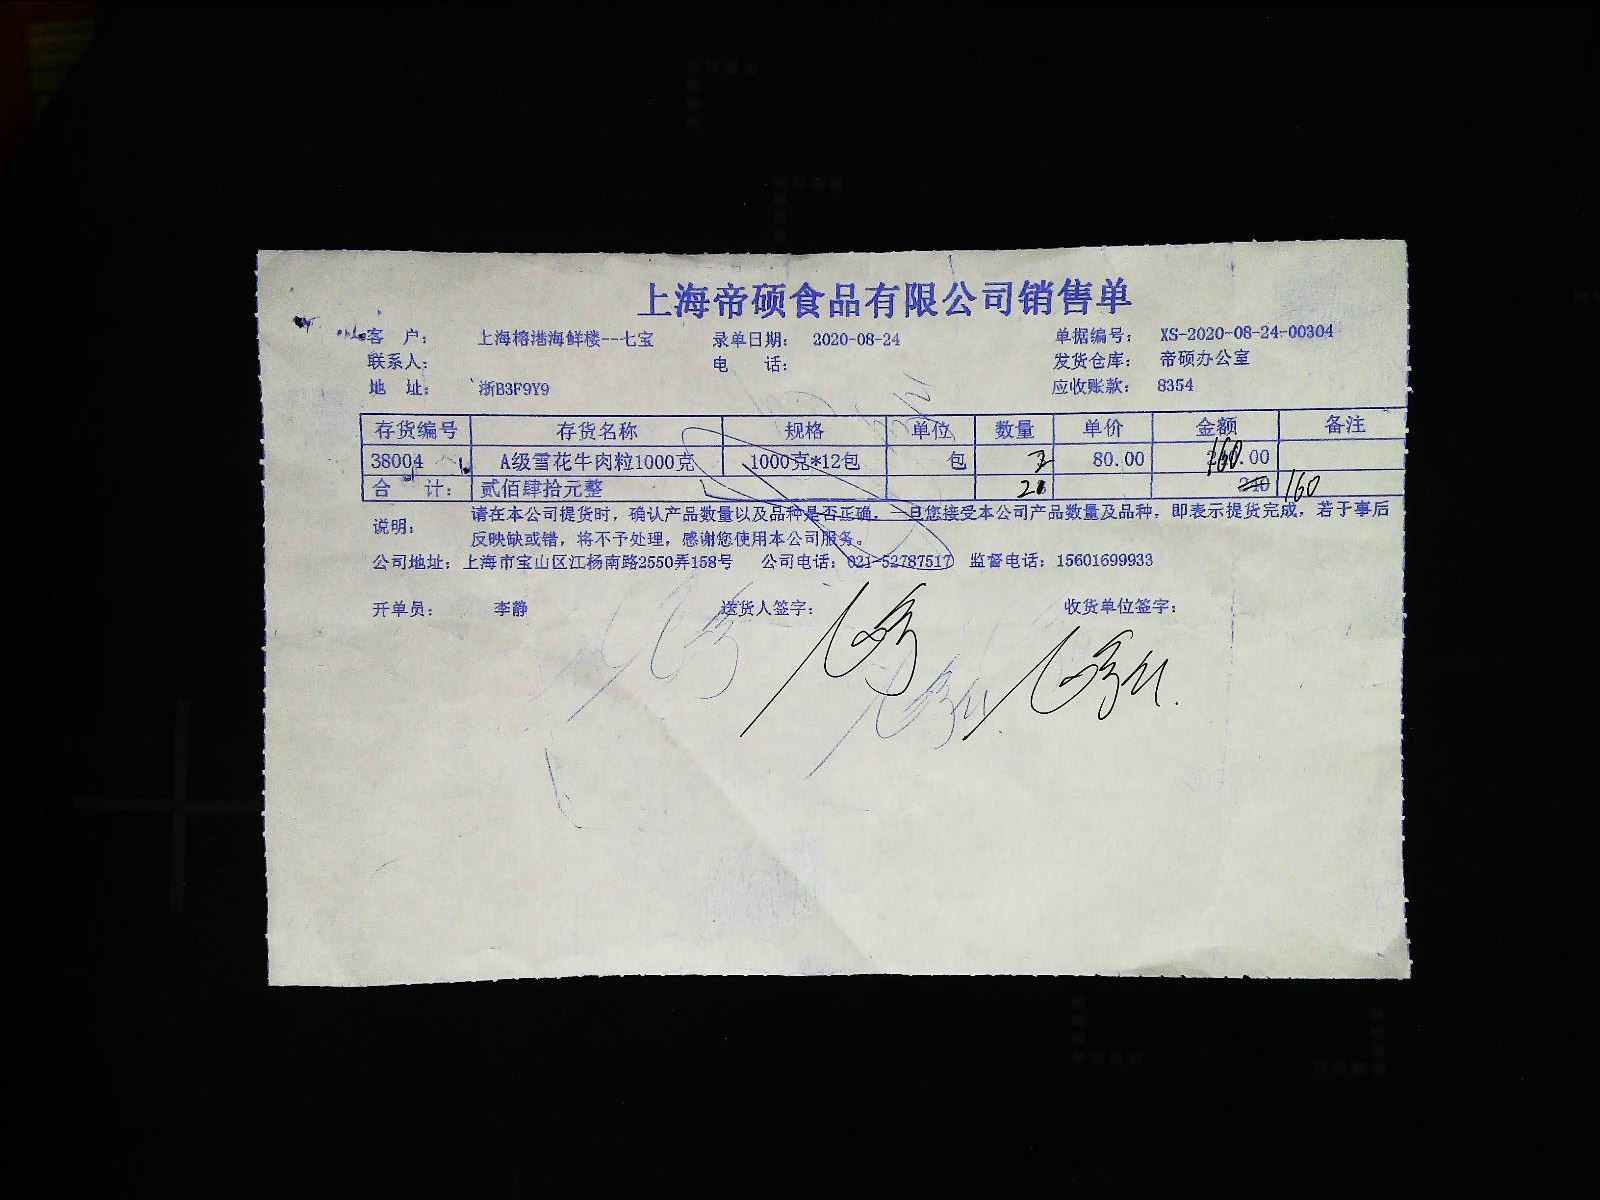 上海帝硕食品有限公司销售单
客 户： 上海榕港海鲜楼--七宝 录单日期： 2020-08-24 单据编号： XS-2020-08-24-00304
联系人： 电 话： 发货仓库： 帝硕办公室
地 址： 浙B3F9Y9 应收账款： 8354
存货编号 存货名称 规格 单位 数量 单价 金额 备注
38004 A级雪花牛肉粒1000克 1000克*12包 包 2 80.00 160.00
合 计： 贰佰肆拾元整 2 240 160
说明： 请在本公司提货时，确认产品数量以及品种是否正确，一旦您接受本公司产品数量及品种，即表示提货完成，若于事后
反映缺或错，将不予处理，感谢您使用本公司服务。
公司地址：上海市宝山区江杨南路2550弄158号 公司电话：021-52787517 监督电话：15601699933
开单员： 李静 送货人签字： 收货单位签字：